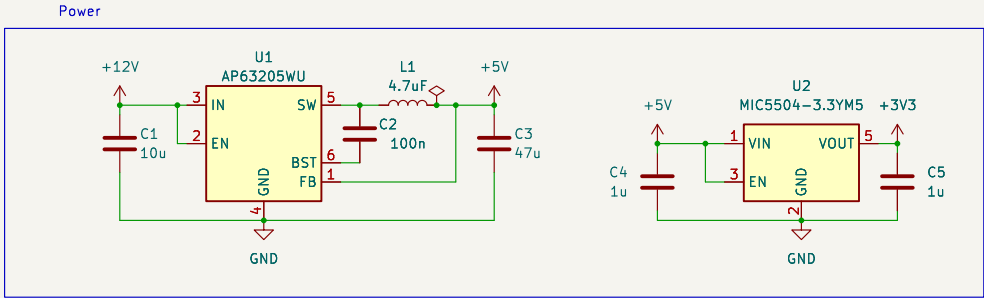 Power
U1
AP63205WU
+12V
L1
4.7uF
+5V
3
IN
SW
5
C1
10u
2
EN
C2
100n
C3
47u
BST
6
FB
1
GND
4
GND
U2
MIC5504-3.3YM5
+5V
+3V3
1
VIN
VOUT
5
C4
1u
3
EN
GND
2
C5
1u
GND